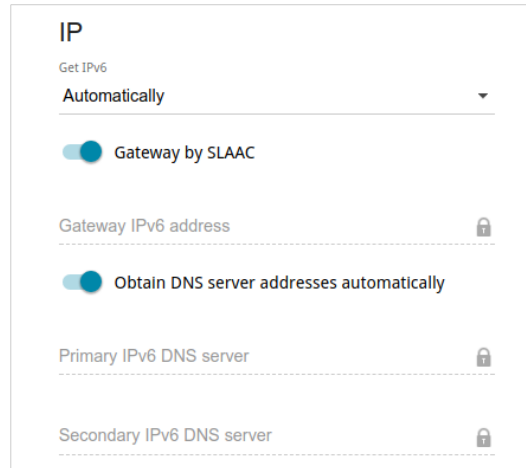 IP
Get IPv6
Automatically
Gateway by SLAAC
Gateway IPv6 address
Obtain DNS server addresses automatically
Primary IPv6 DNS server
Secondary IPv6 DNS server